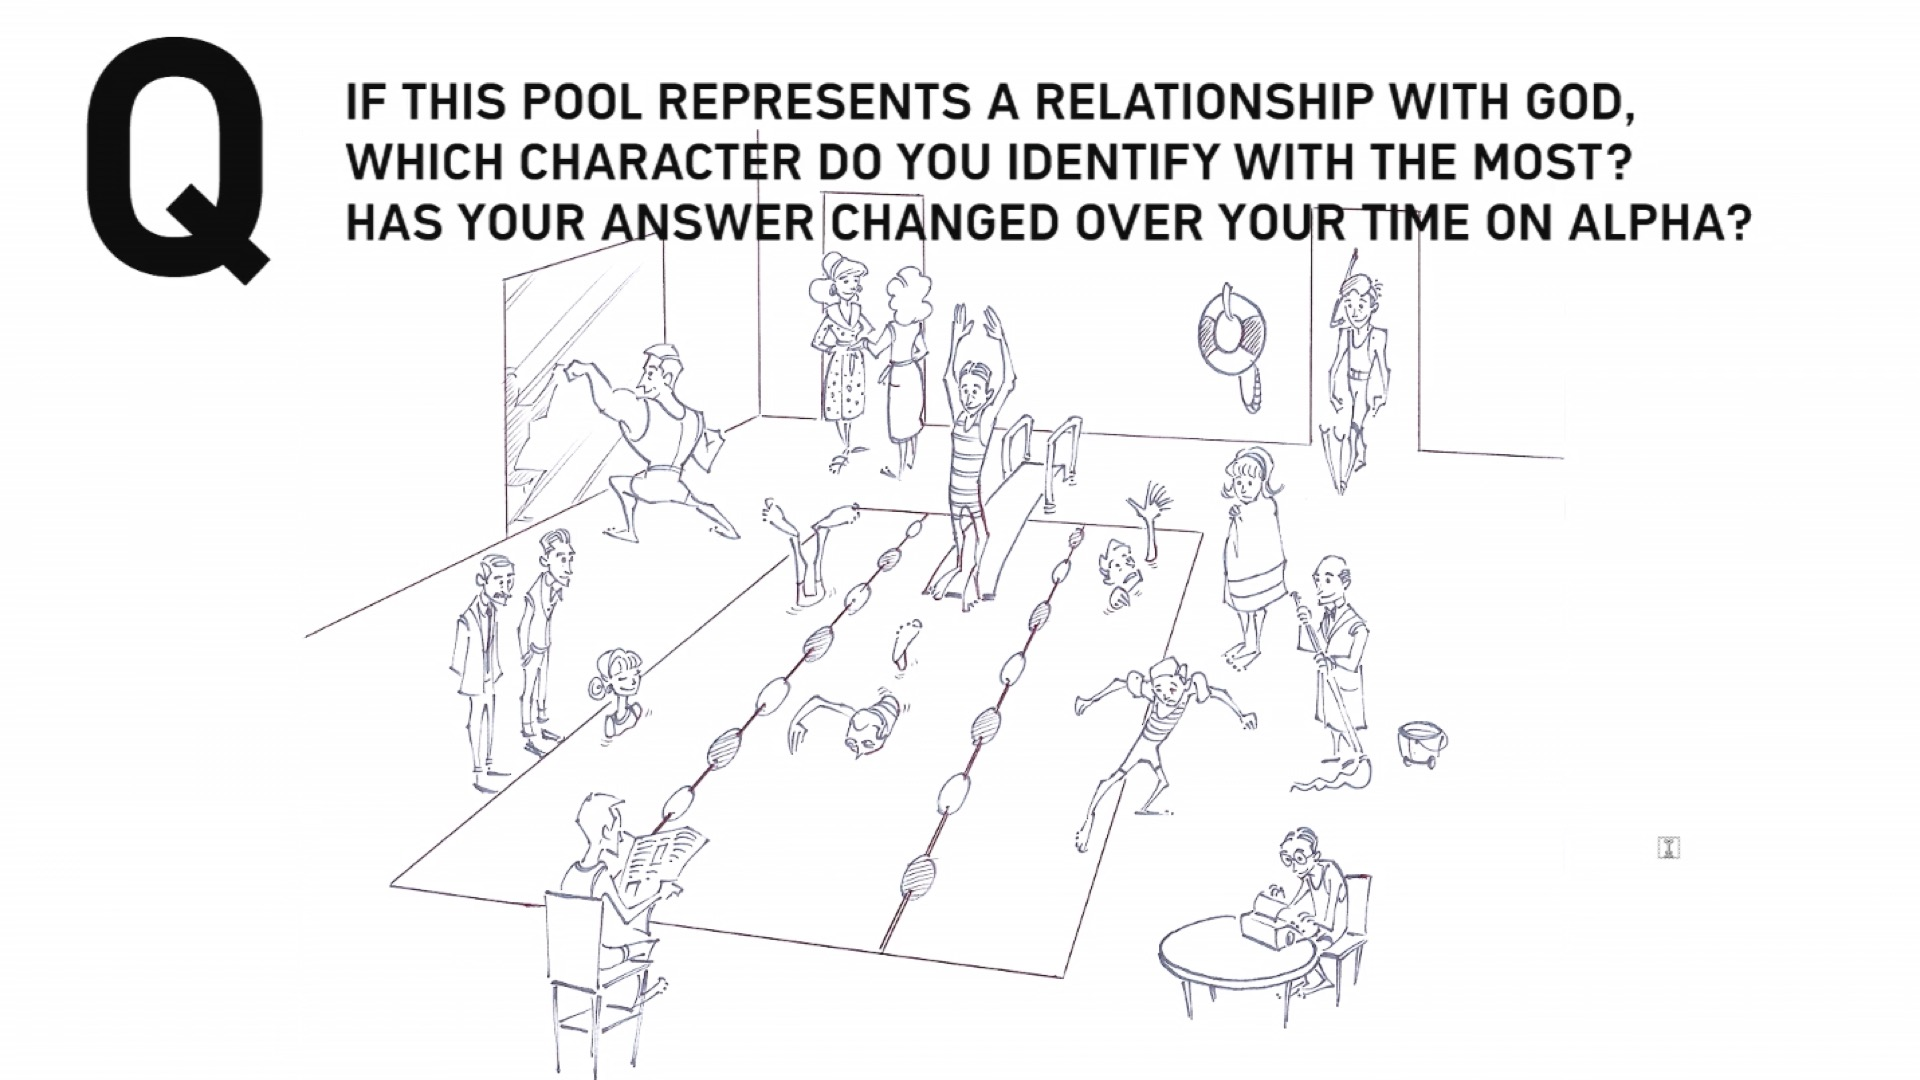 Q
IF THIS POOL REPRESENTS A RELATIONSHIP WITH GOD,
WHICH CHARACTER DO YOU IDENTIFY WITH THE MOST?
HAS YOUR ANSWER CHANGED OVER YOUR TIME ON ALPHA?